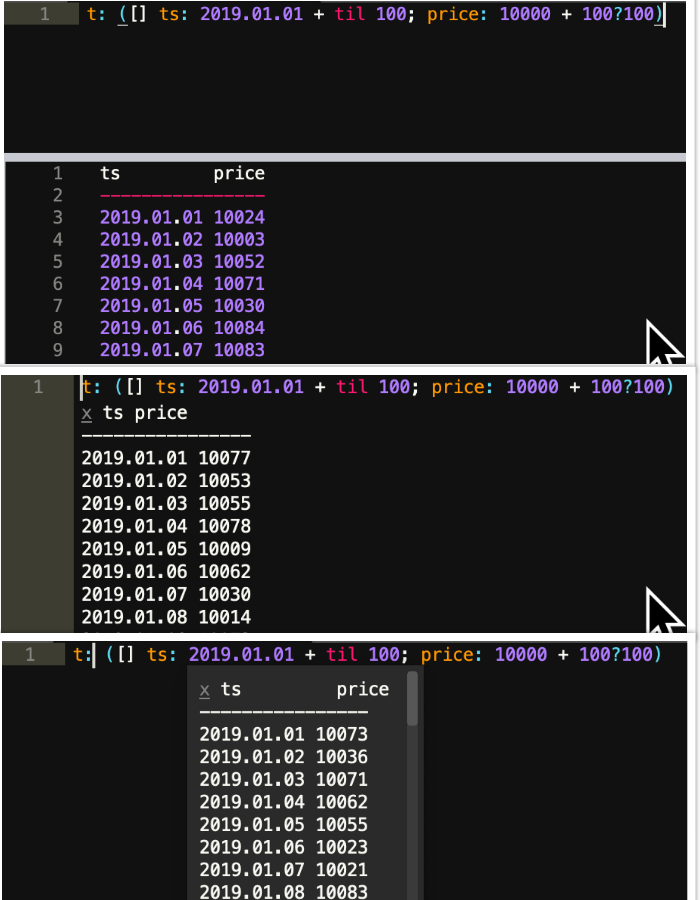 1 t: ([] ts: 2019.01.01 + til 100; price: 10000 + 100?100)
1 ts price
2 ----------------
3 2019.01.01 10024
4 2019.01.02 10003
5 2019.01.03 10052
6 2019.01.04 10071
7 2019.01.05 10030
8 2019.01.06 10084
9 2019.01.07 10083
1 t: ([] ts: 2019.01.01 + til 100; price: 10000 + 100?100)
x ts price
----------------
2019.01.01 10077
2019.01.02 10053
2019.01.03 10055
2019.01.04 10078
2019.01.05 10009
2019.01.06 10062
2019.01.07 10030
2019.01.08 10014
1 t: ([] ts: 2019.01.01 + til 100; price: 10000 + 100?100)
x ts price
----------------
2019.01.01 10073
2019.01.02 10036
2019.01.03 10071
2019.01.04 10062
2019.01.05 10055
2019.01.06 10023
2019.01.07 10021
2019.01.08 10083